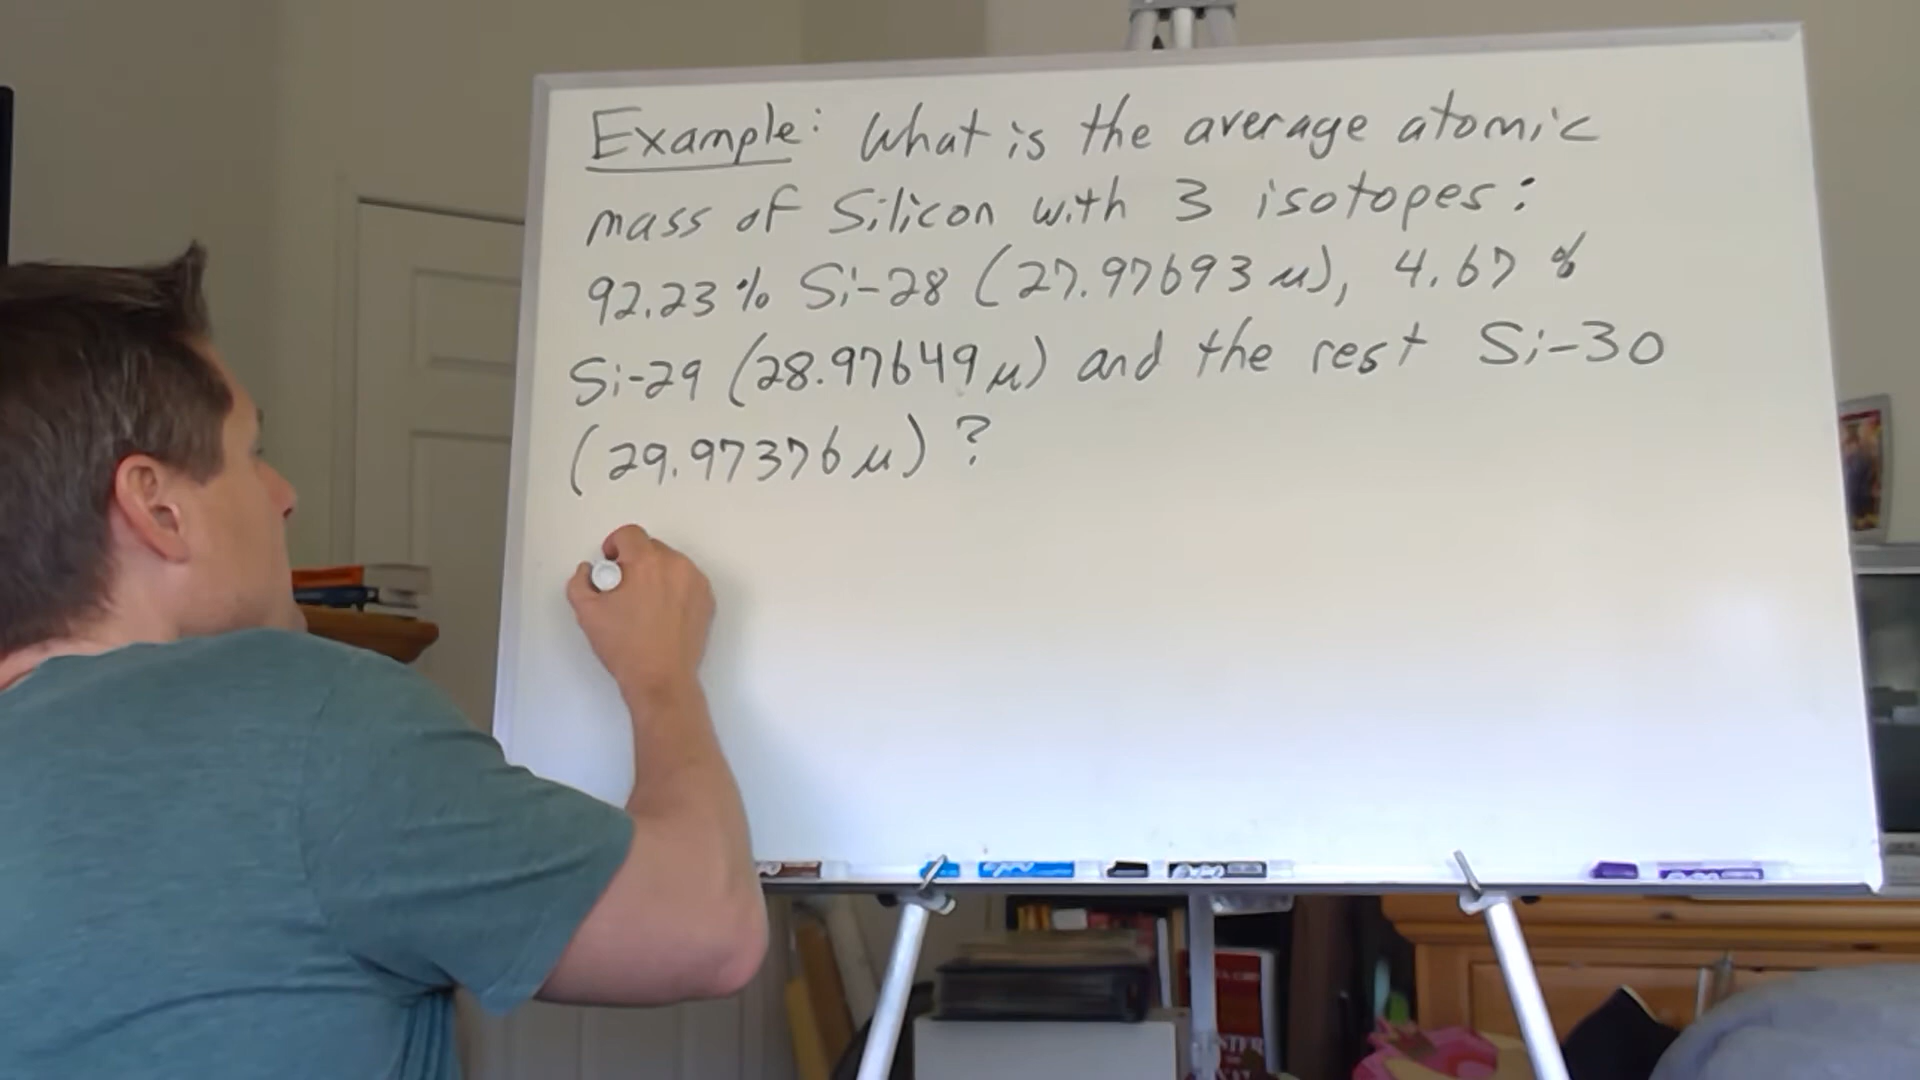 Example: What is the average atomic
mass of Silicon with 3 isotopes:
92.23% Si-28 (27.97693 μ), 4.67 %
Si-29 (28.97649 μ) and the rest Si-30
(29.97376 μ) ?
expo